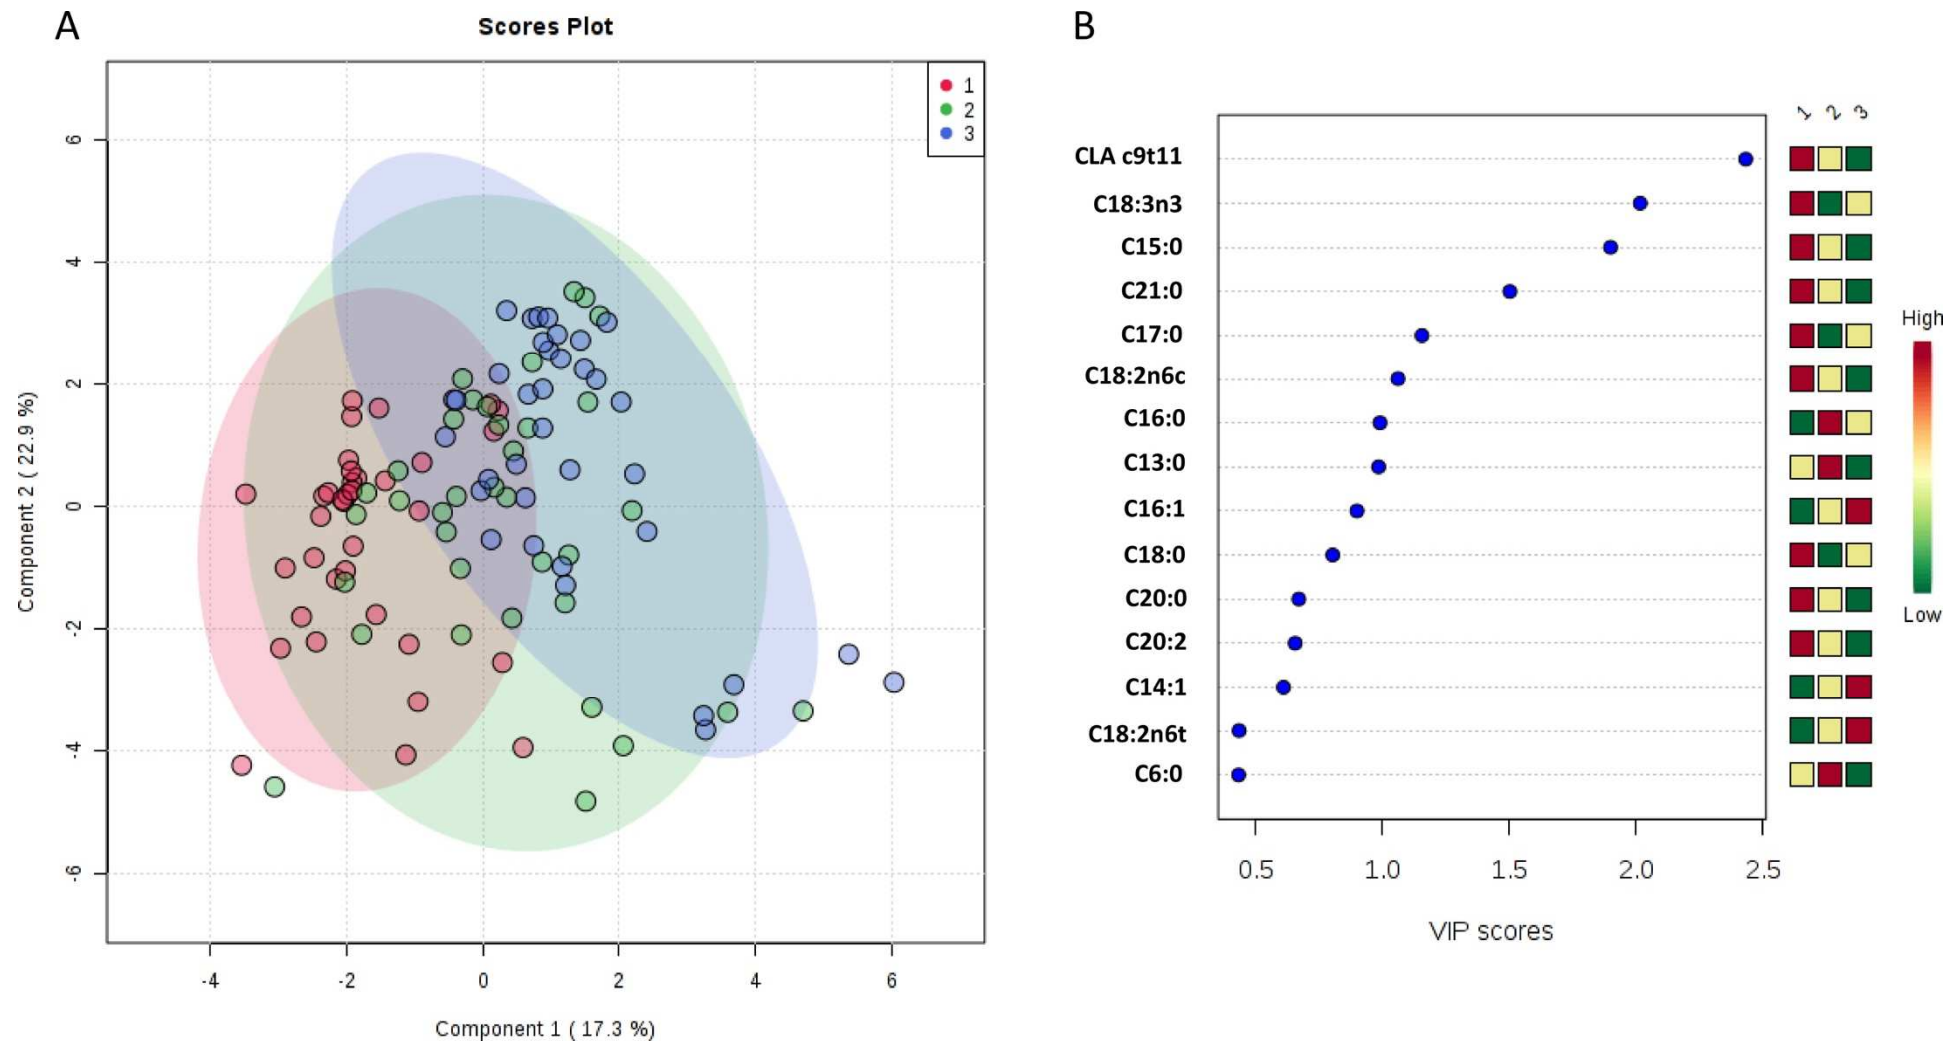 A
Scores Plot
1
2
3
6
4
2
0
-2
-4
-6
Component 2 ( 22.9 %)
-4 -2 0 2 4 6
Component 1 ( 17.3 %)
B
1 2 3
CLA c9t11
C18:3n3
C15:0
C21:0
C17:0
C18:2n6c
C16:0
C13:0
C16:1
C18:0
C20:0
C20:2
C14:1
C18:2n6t
C6:0
0.5 1.0 1.5 2.0 2.5
VIP scores
High
Low